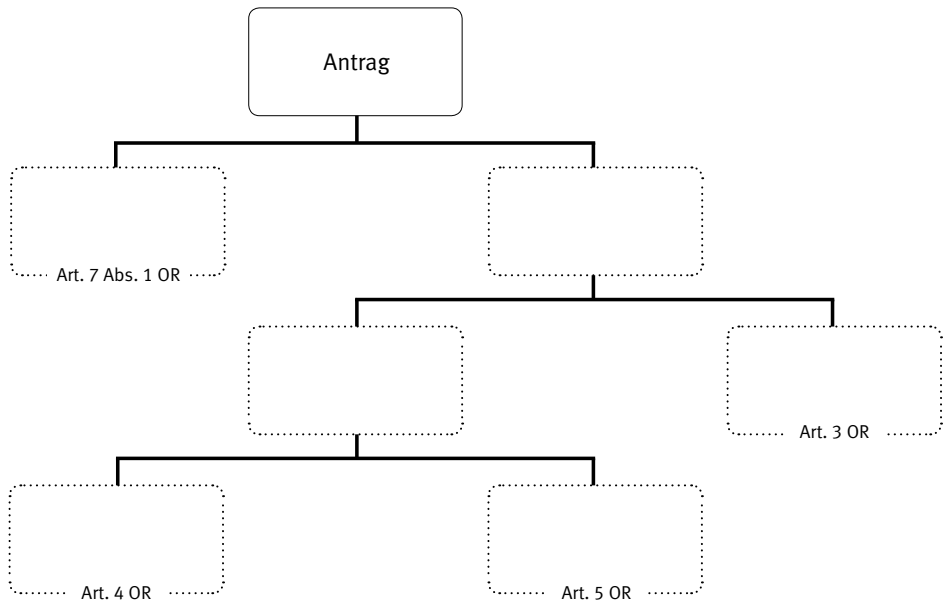 Antrag
Art. 7 Abs. 1 OR
Art. 3 OR
Art. 4 OR
Art. 5 OR